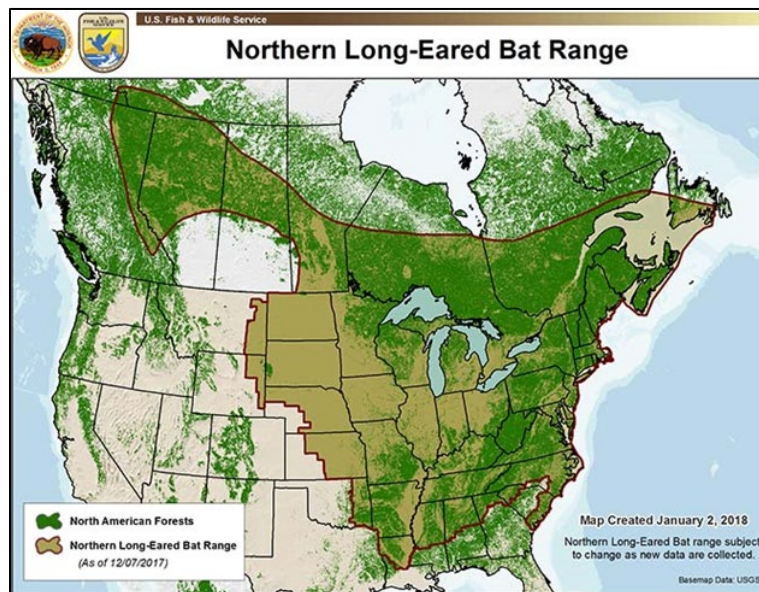 U.S. Fish & Wildlife Service
Northern Long-Eared Bat Range
North American Forests
Northern Long-Eared Bat Range
(As of 12/07/2017)
Map Created January 2, 2018
Northern Long-Eared Bat range subject
to change as new data are collected.
Basemap Data: USGS